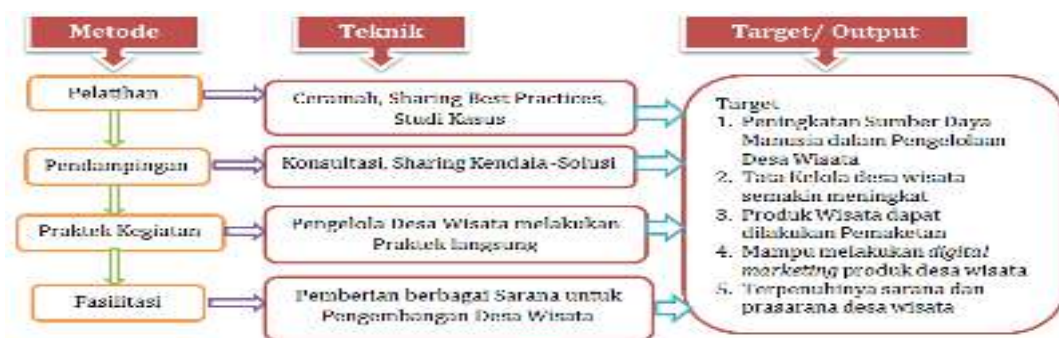 Metode
Teknik
Target/ Output
Pelatihan
Ceramah, Sharing Best Practices,
Studi Kasus
Pendampingan
Konsultasi, Sharing Kendala-Solusi
Praktek Kegiatan
Pengelola Desa Wisata melakukan
Praktek langsung
Fasilitasi
Pemberian berbagai Sarana untuk
Pengembangan Desa Wisata
Target
1. Peningkatan Sumber Daya
Manusia dalam Pengelolaan
Desa Wisata
2. Tata Kelola desa wisata
semakin meningkat
3. Produk Wisata dapat
dilakukan Pemaketan
4. Mampu melakukan digital
marketing produk desa wisata
5. Terpenuhinya sarana dan
prasarana desa wisata